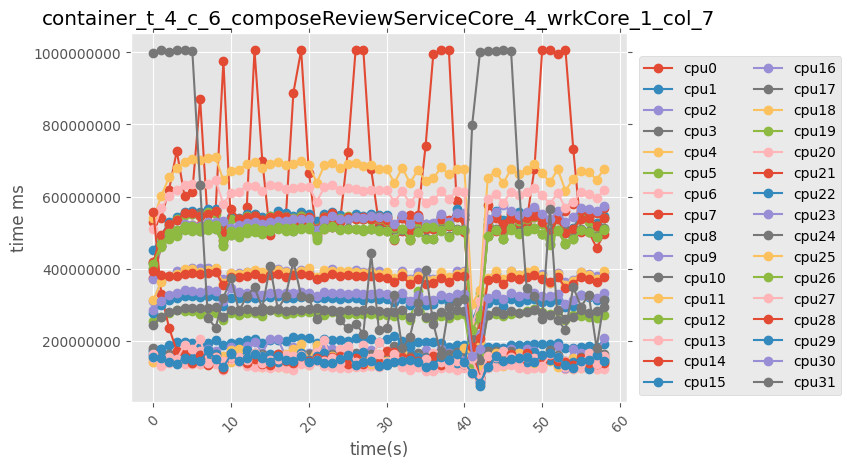 container_t_4_c_6_composeReviewServiceCore_4_wrkCore_1_col_7
1000000000
800000000
600000000
400000000
200000000
time ms
0
10
20
30
40
50
60
time(s)
cpu0
cpu1
cpu2
cpu3
cpu4
cpu5
cpu6
cpu7
cpu8
cpu9
cpu10
cpu11
cpu12
cpu13
cpu14
cpu15
cpu16
cpu17
cpu18
cpu19
cpu20
cpu21
cpu22
cpu23
cpu24
cpu25
cpu26
cpu27
cpu28
cpu29
cpu30
cpu31